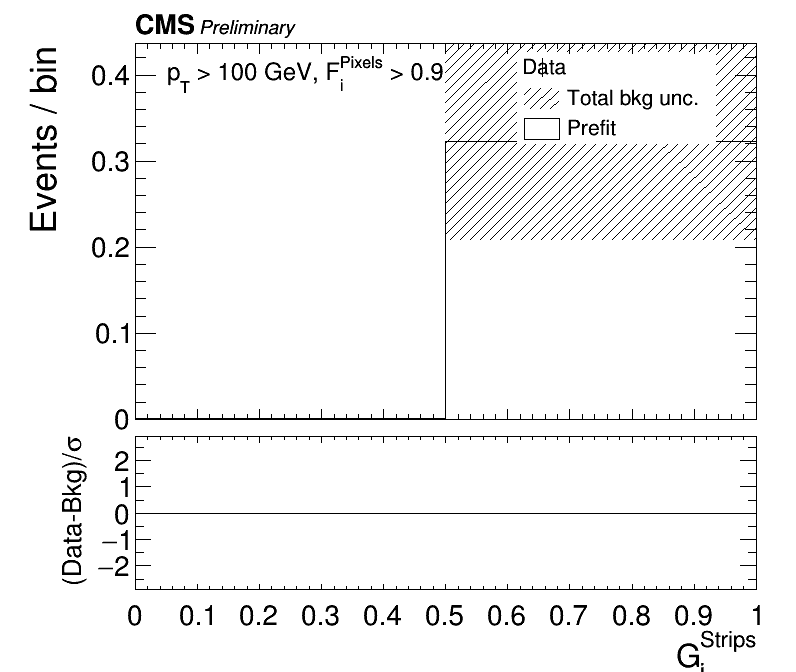 CMS Preliminary
p_T > 100 GeV, F_i^Pixels > 0.9
Data
Total bkg unc.
Prefit
Events / bin
0.4
0.3
0.2
0.1
0
(Data-Bkg)/σ
2
1
0
−1
−2
0 0.1 0.2 0.3 0.4 0.5 0.6 0.7 0.8 0.9 1
G_i^Strips